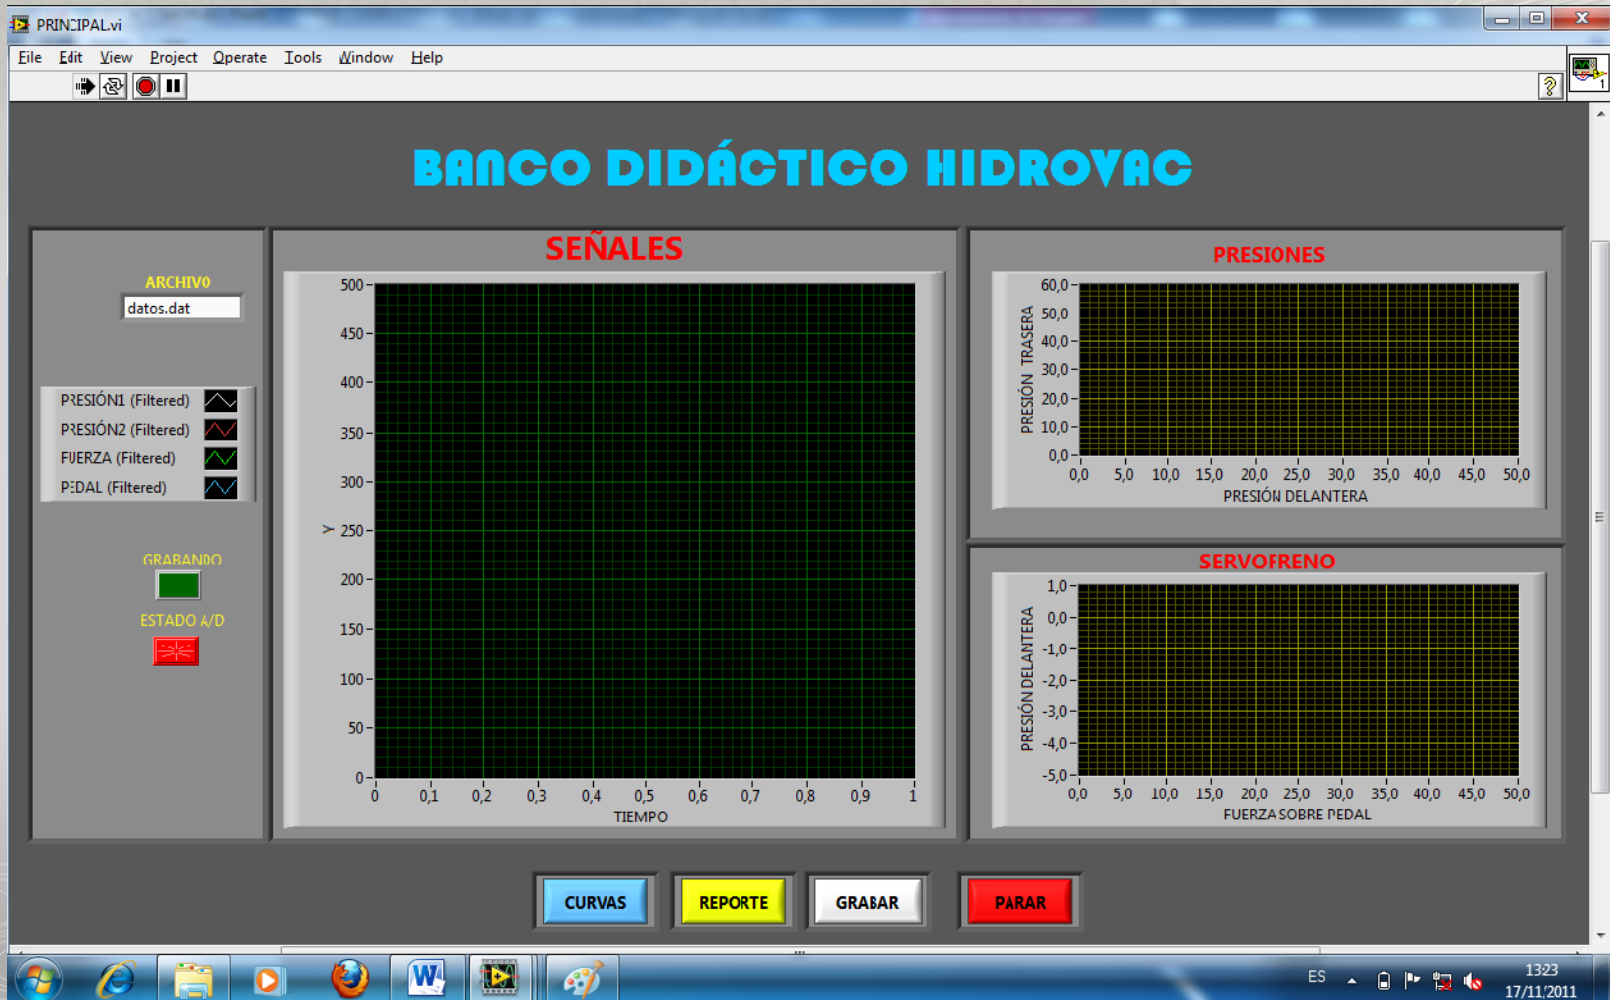 PRINCIPAL.vi
File Edit View Project Operate Tools Window Help
1
BANCO DIDÁCTICO HIDROVAC
ARCHIVO
datos.dat
PRESIÓN1 (Filtered)
PRESIÓN2 (Filtered)
FUERZA (Filtered)
PEDAL (Filtered)
GRABANDO
ESTADO A/D
SEÑALES
500
450
400
350
300
250
200
150
100
50
0
Y
0 0,1 0,2 0,3 0,4 0,5 0,6 0,7 0,8 0,9 1
TIEMPO
PRESIONES
60,0
50,0
40,0
30,0
20,0
10,0
0,0
PRESIÓN TRASERA
0,0 5,0 10,0 15,0 20,0 25,0 30,0 35,0 40,0 45,0 50,0
PRESIÓN DELANTERA
SERVOFRENO
1,0
0,0
-1,0
-2,0
-3,0
-4,0
-5,0
PRESIÓN DELANTERA
0,0 5,0 10,0 15,0 20,0 25,0 30,0 35,0 40,0 45,0 50,0
FUERZA SOBRE PEDAL
CURVAS REPORTE GRABAR PARAR
ES 13:23
17/11/2011